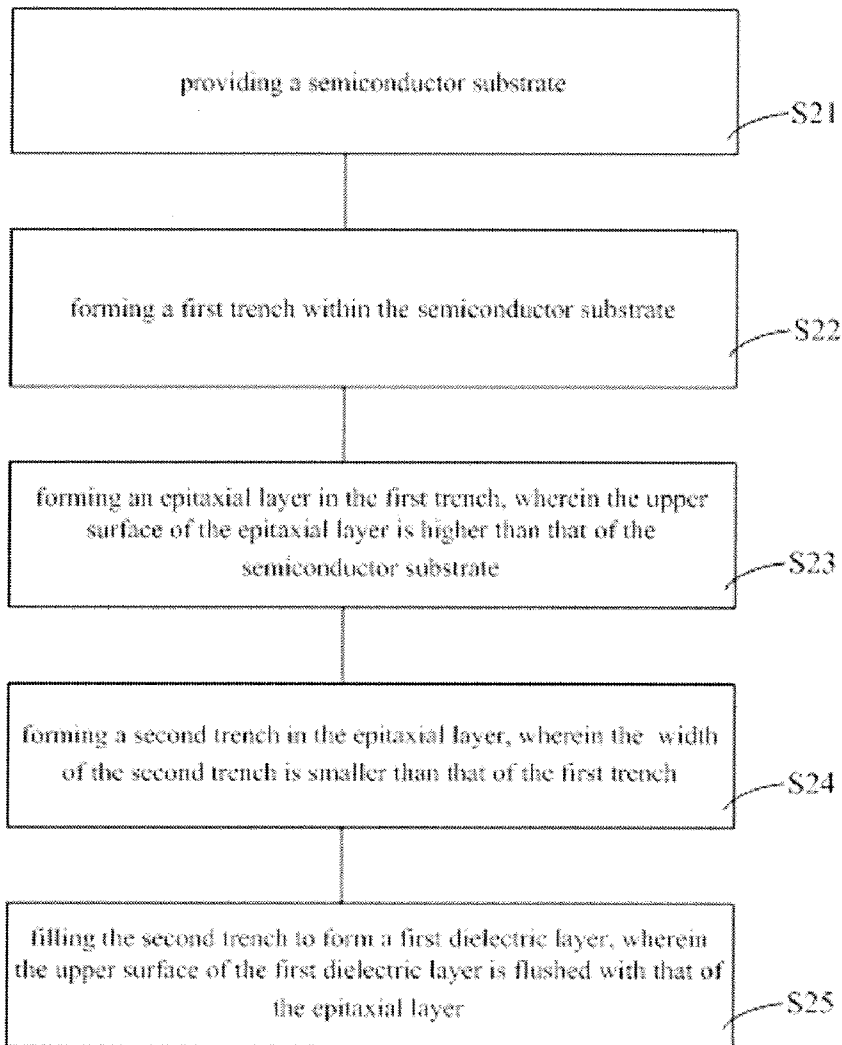 providing a semiconductor substrate
S21
forming a first trench within the semiconductor substrate
S22
forming an epitaxial layer in the first trench, wherein the upper
surface of the epitaxial layer is higher than that of the
semiconductor substrate
S23
forming a second trench in the epitaxial layer, wherein the width
of the second trench is smaller than that of the first trench
S24
filling the second trench to form a first dielectric layer, wherein
the upper surface of the first dielectric layer is flushed with that of
the epitaxial layer
S25